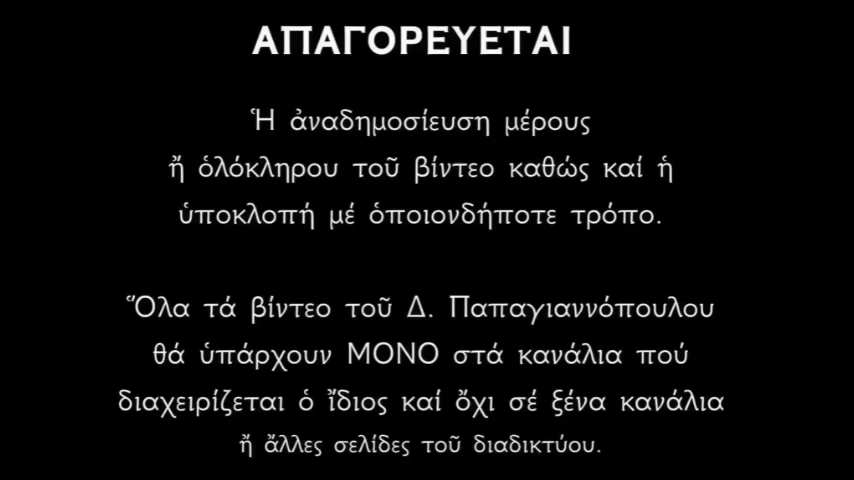 ΑΠΑΓΟΡΕΥΕΤΑΙ
Ἡ ἀναδημοσίευση μέρους
ἤ ὁλόκληρου τοῦ βίντεο καθώς καί ἡ
ὑποκλοπή μέ ὁποιονδήποτε τρόπο.
Ὅλα τά βίντεο τοῦ Δ. Παπαγιαννόπουλου
θά ὑπάρχουν ΜΟΝΟ στά κανάλια πού
διαχειρίζεται ὁ ἴδιος καί ὄχι σέ ξένα κανάλια
ἤ ἄλλες σελίδες τοῦ διαδικτύου.